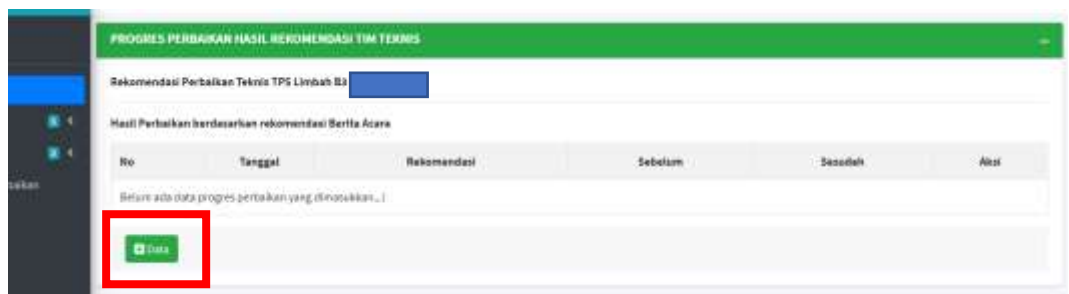 PROGRES PERBAIKAN HASIL REKOMENDASI TIM TEKNIS
Rekomendasi Perbaikan Teknis TPS Limbah B3
Hasil Perbaikan berdasarkan rekomendasi Berita Acara
No Tanggal Rekomendasi Sebelum Sesudah Aksi
Belum ada data progres perbaikan yang dimasukkan...!
Data